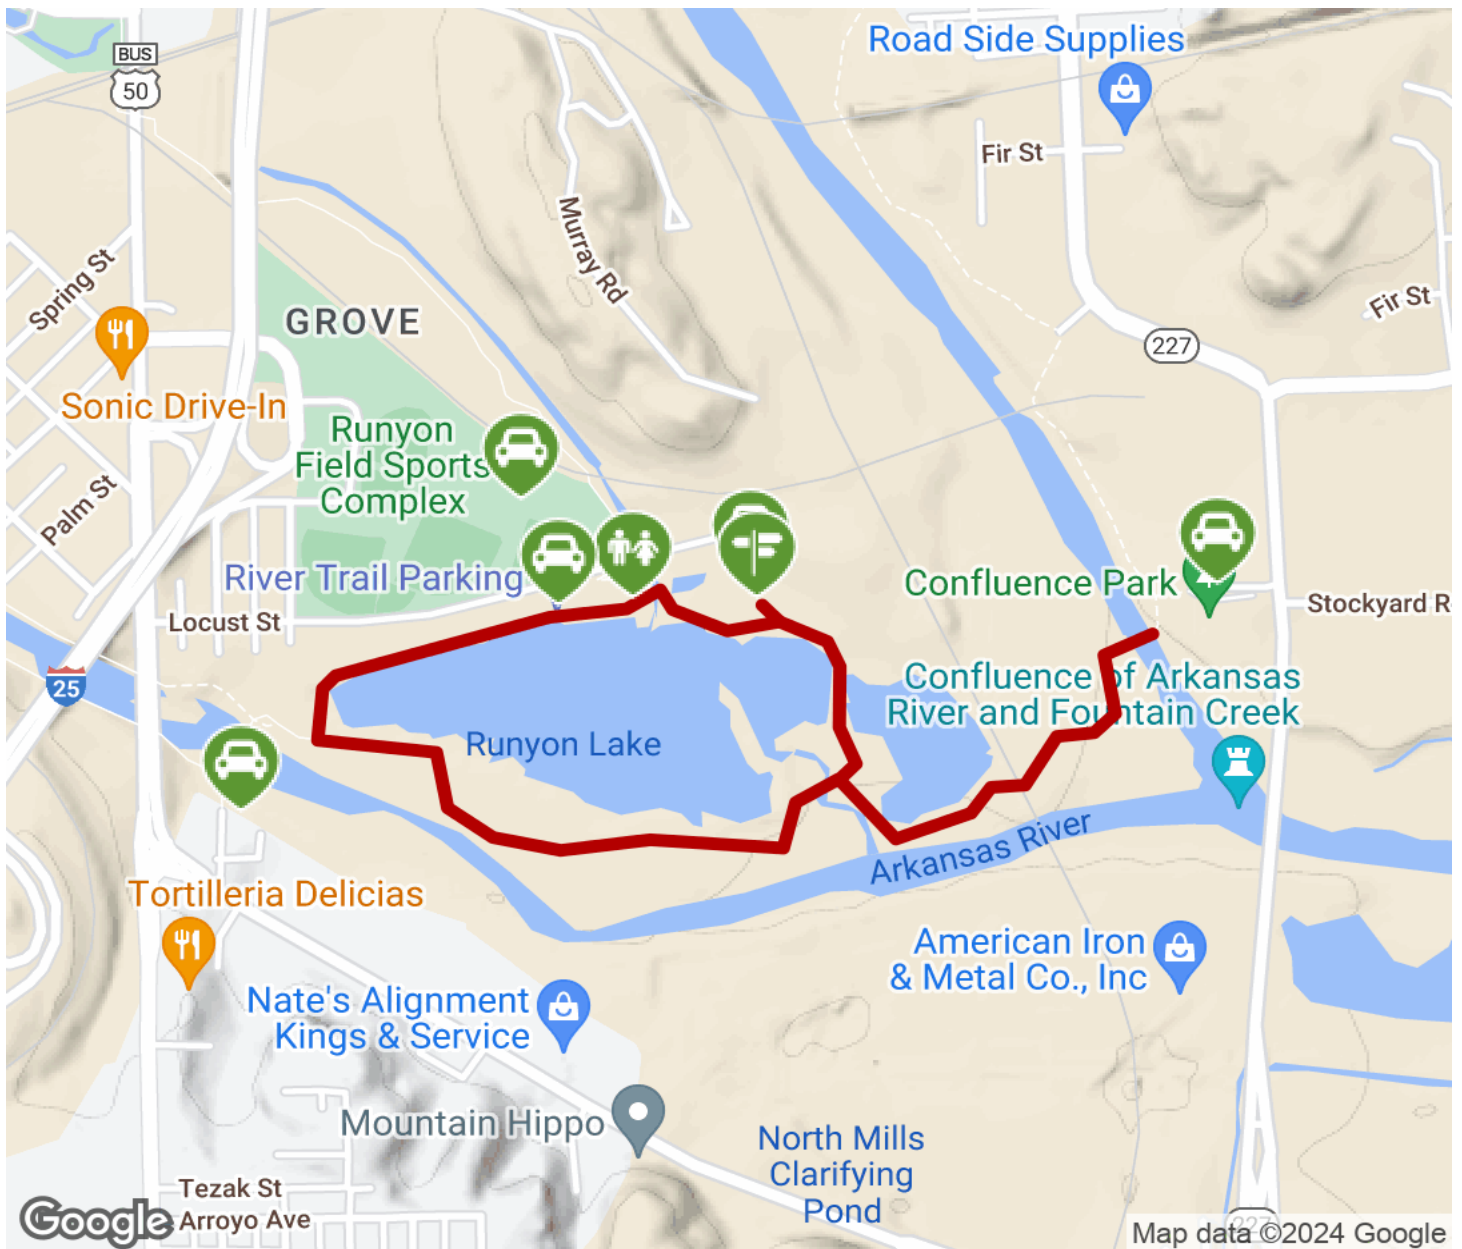 Road Side Supplies
BUS
50
Fir St
Murray Rd
Spring St
Fir St
GROVE
227
Sonic Drive-In
Runyon
Field Sports
Complex
Palm St
River Trail Parking
Confluence Park
Locust St
Stockyard R
25
Confluence of Arkansas
River and Fountain Creek
Runyon Lake
Arkansas River
Tortilleria Delicias
American Iron
& Metal Co., Inc
Nate's Alignment
Kings & Service
Mountain Hippo
North Mills
Clarifying
Pond
Tezak St
Arroyo Ave
Google
227
Map data ©2024 Google